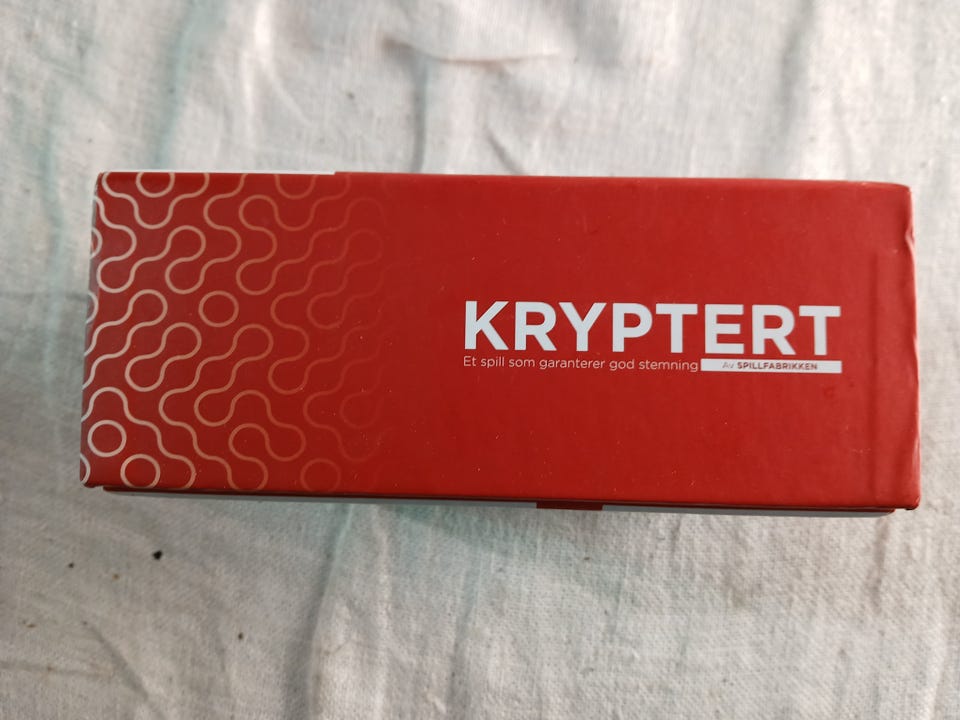 KRYPTERT
Et spill som garanterer god stemning Av SPILLFABRIKKEN